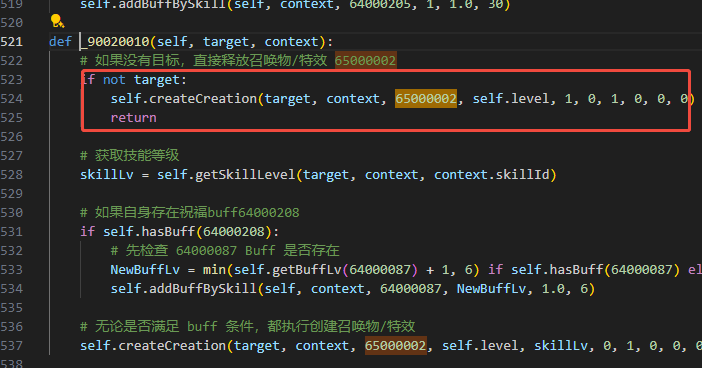 519 self.addBuffBySkill(self, context, 64000205, 1, 1.0, 30)
520
521 def _90020010(self, target, context):
522 # 如果没有目标，直接释放召唤物/特效 65000002
523 if not target:
524 self.createCreation(target, context, 65000002, self.level, 1, 0, 1, 0, 0, 0)
525 return
526
527 # 获取技能等级
528 skillLv = self.getSkillLevel(target, context, context.skillId)
529
530 # 如果自身存在祝福buff64000208
531 if self.hasBuff(64000208):
532 # 先检查 64000087 Buff 是否存在
533 NewBuffLv = min(self.getBuffLv(64000087) + 1, 6) if self.hasBuff(64000087) el
534 self.addBuffBySkill(self, context, 64000087, NewBuffLv, 1.0, 6)
535
536 # 无论是否满足 buff 条件，都执行创建召唤物/特效
537 self.createCreation(target, context, 65000002, self.level, skillLv, 0, 1, 0, 0, 0
538